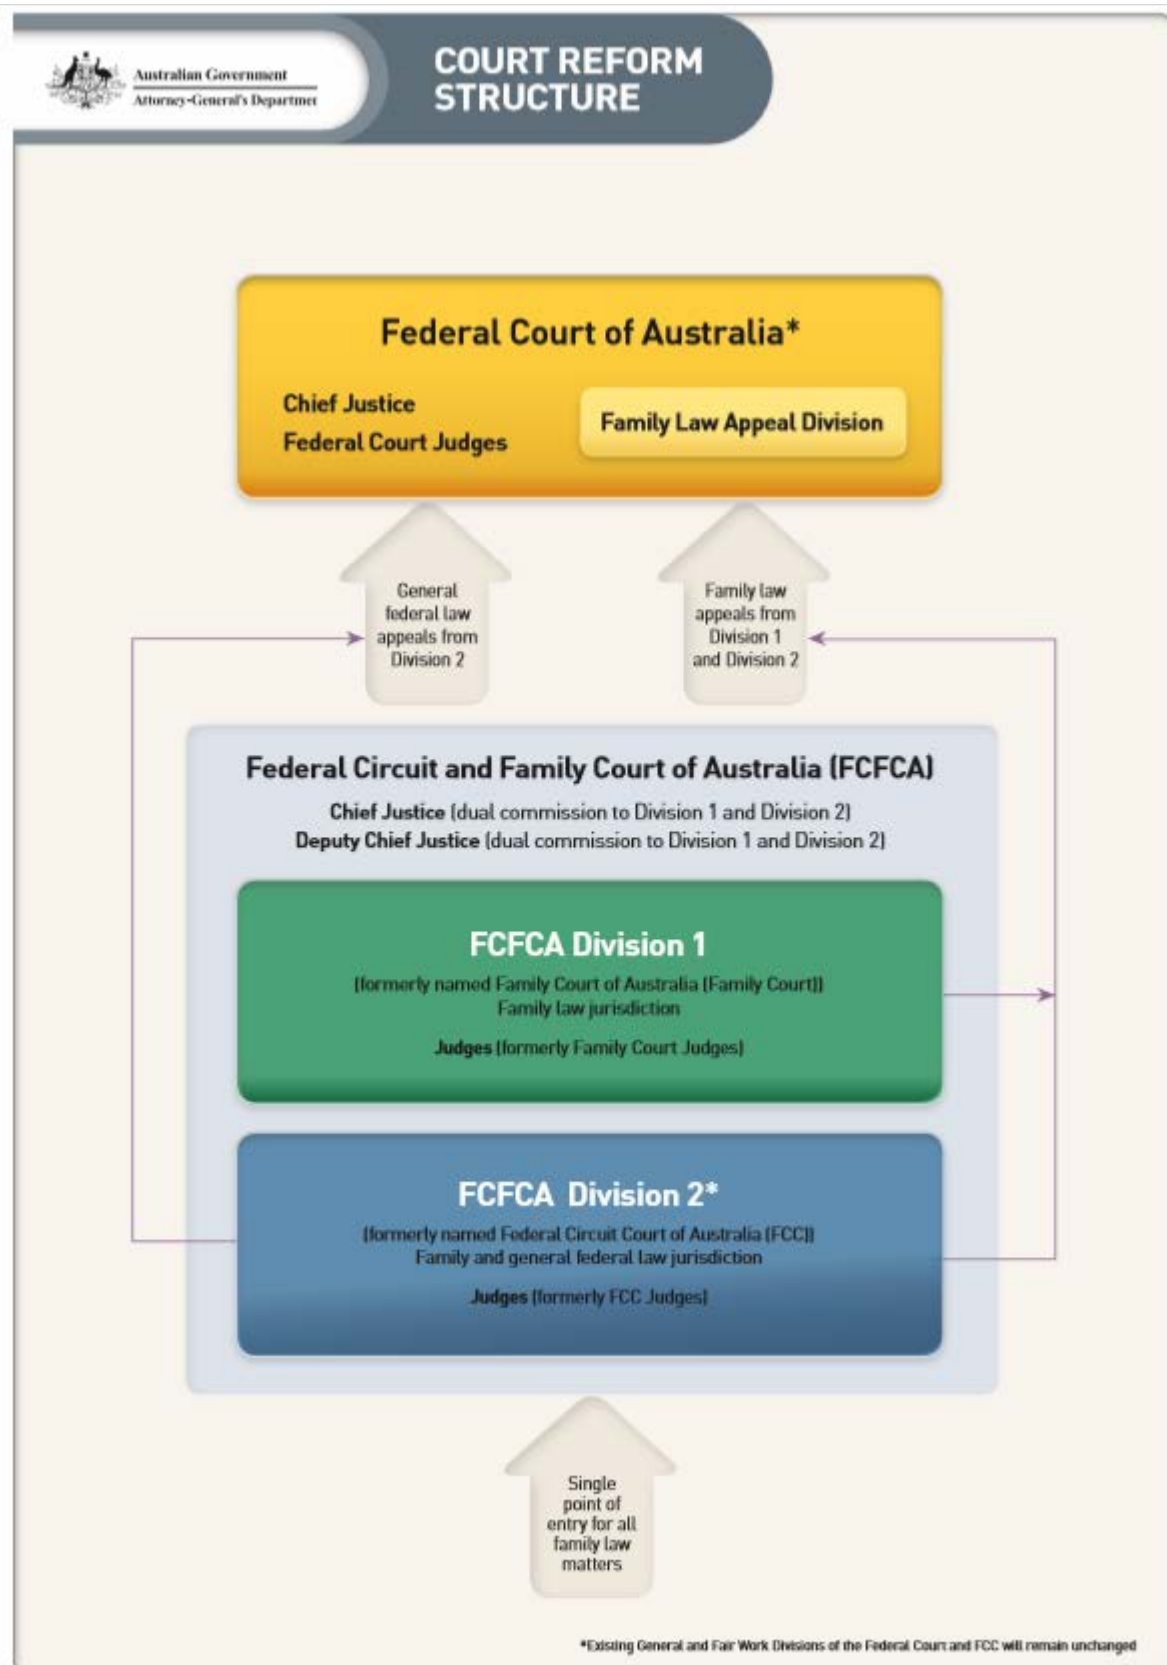 Australian Government
Attorney-General's Departmet
COURT REFORM
STRUCTURE
Federal Court of Australia*
Chief Justice
Federal Court Judges
Family Law Appeal Division
General
federal law
appeals from
Division 2
Family law
appeals from
Division 1
and Division 2
Federal Circuit and Family Court of Australia (FCFCA)
Chief Justice (dual commission to Division 1 and Division 2)
Deputy Chief Justice (dual commission to Division 1 and Division 2)
FCFCA Division 1
(formerly named Family Court of Australia (Family Court))
Family law jurisdiction
Judges (formerly Family Court Judges)
FCFCA Division 2*
(formerly named Federal Circuit Court of Australia (FCC))
Family and general federal law jurisdiction
Judges (formerly FCC Judges)
Single
point of
entry for all
family law
matters
*Existing General and Fair Work Divisions of the Federal Court and FCC will remain unchanged